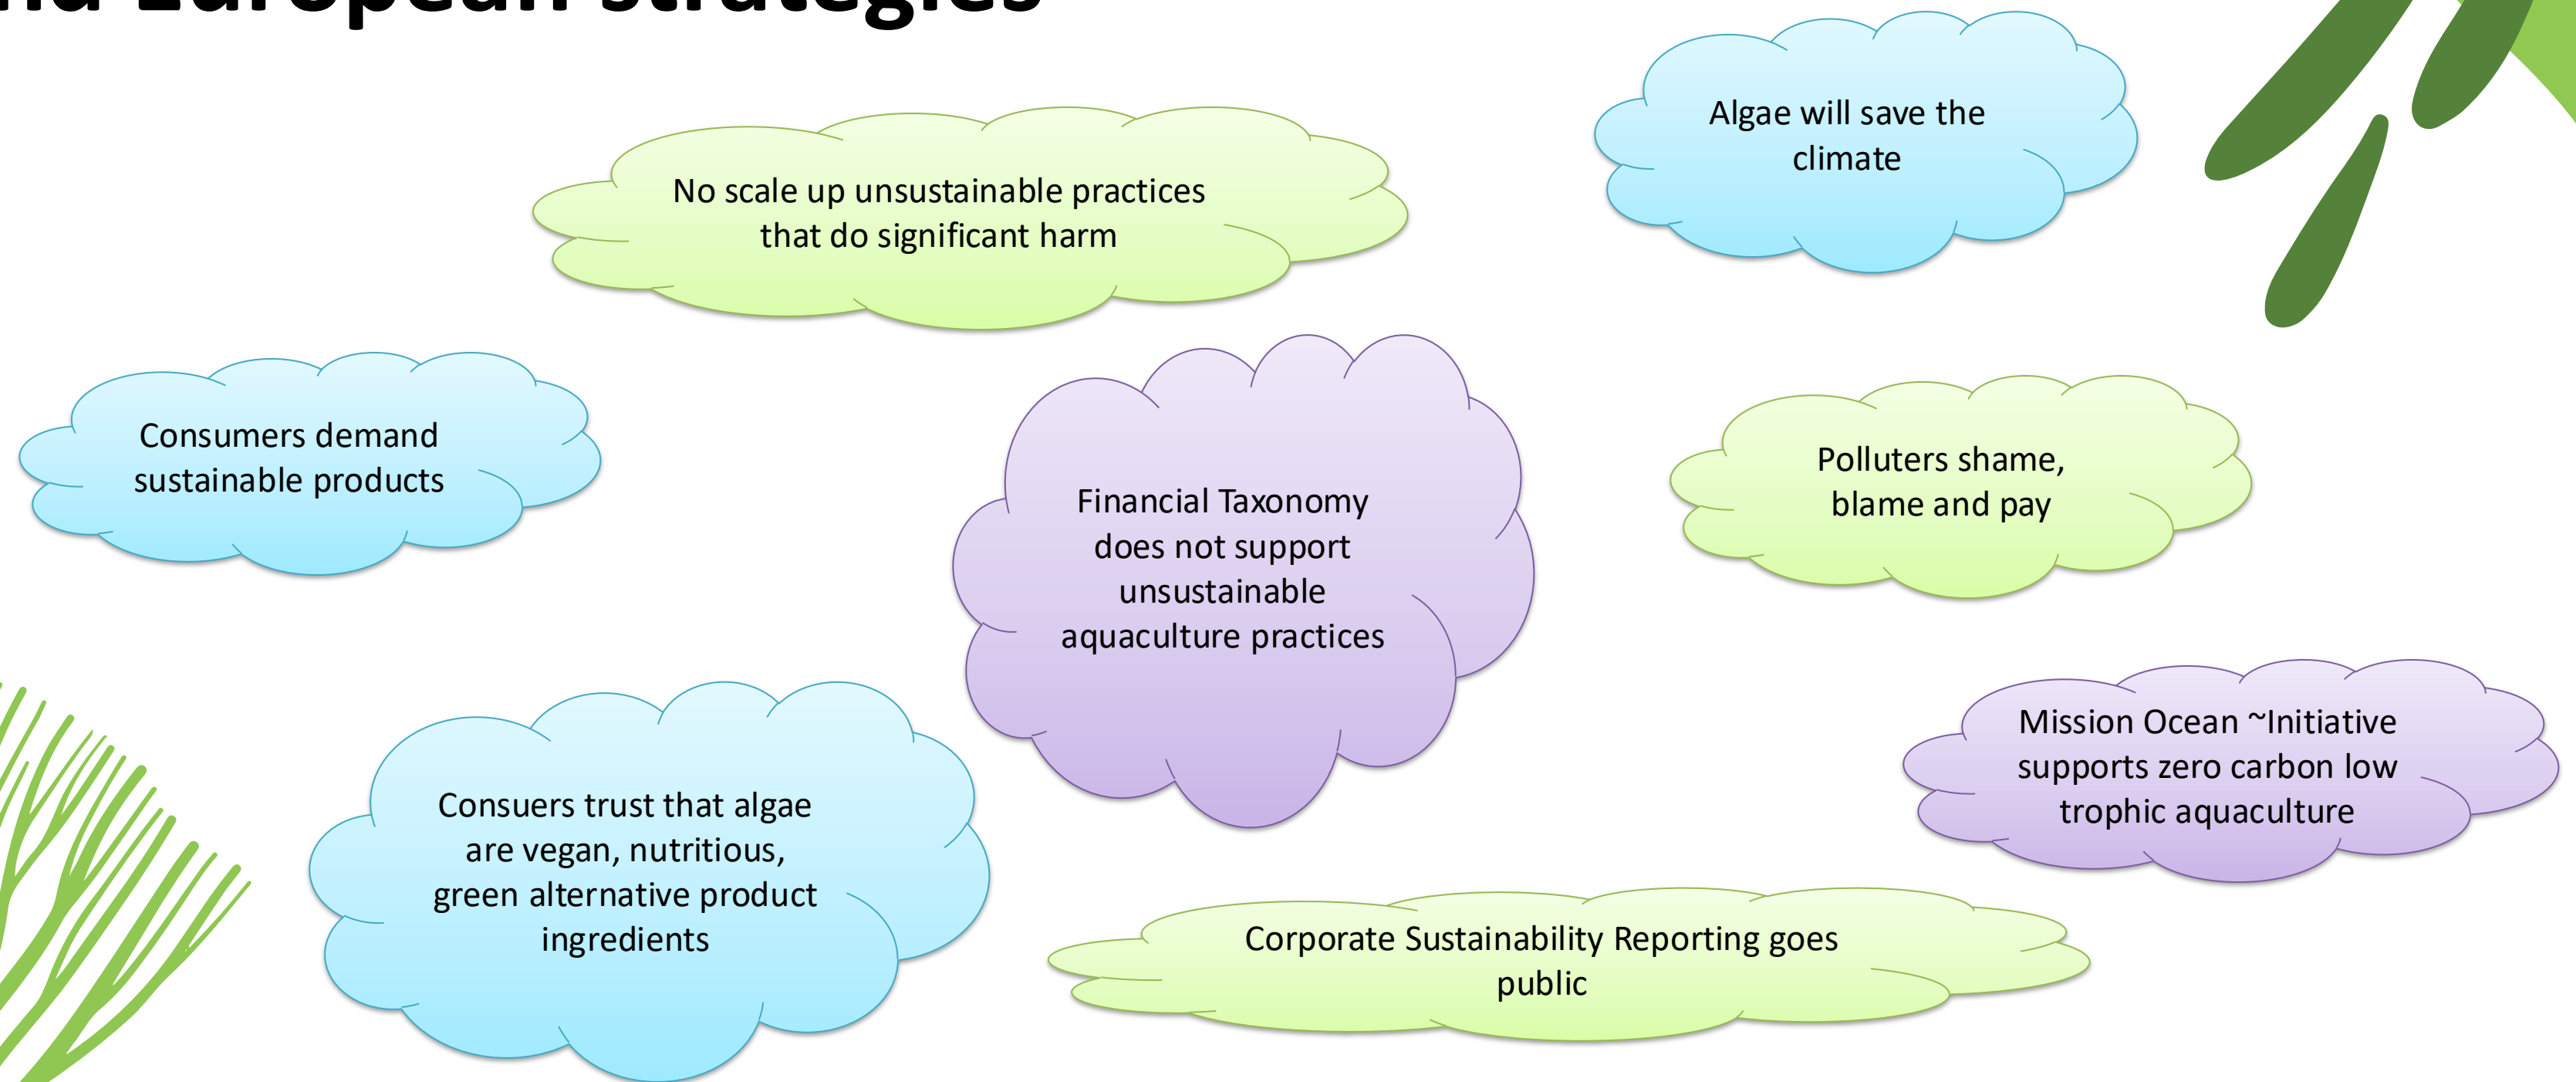 European strategies
Algae will save the
climate
No scale up unsustainable practices
that do significant harm
Consumers demand
sustainable products
Financial Taxonomy
does not support
unsustainable
aquaculture practices
Polluters shame,
blame and pay
Mission Ocean ~Initiative
supports zero carbon low
trophic aquaculture
Consuers trust that algae
are vegan, nutritious,
green alternative product
ingredients
Corporate Sustainability Reporting goes
public